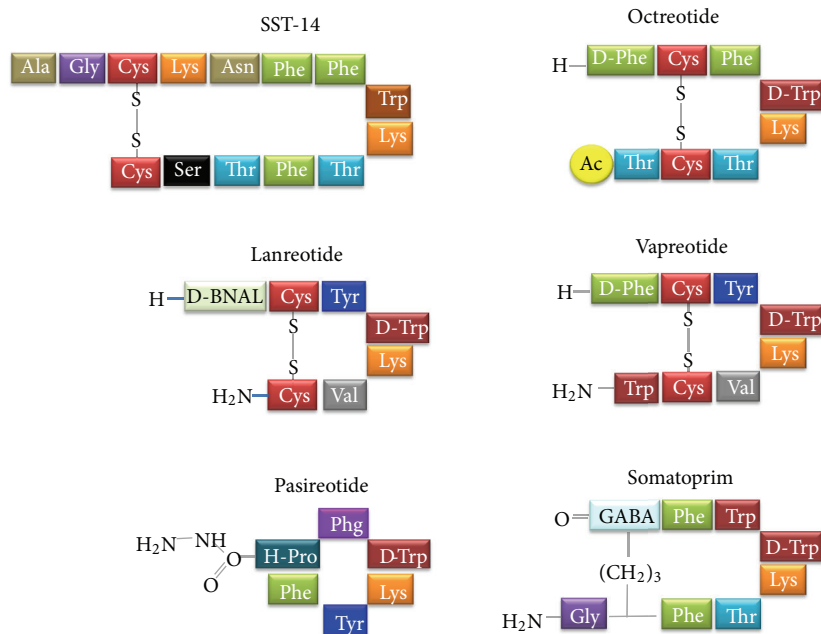 SST-14
Ala Gly Cys Lys Asn Phe Phe
Trp
Lys
S
S
Cys Ser Thr Phe Thr
Octreotide
H D-Phe Cys Phe
D-Trp
Lys
S
S
Ac Thr Cys Thr
Lanreotide
H D-BNAL Cys Tyr
D-Trp
Lys
S
S
H2N Cys Val
Vapreotide
H D-Phe Cys Tyr
D-Trp
Lys
S
S
H2N Trp Cys Val
Pasireotide
Phg
H2N NH O H-Pro D-Trp
O
Phe Lys
Tyr
Somatoprim
O GABA Phe Trp
D-Trp
(CH2)3 Lys
H2N Gly Phe Thr